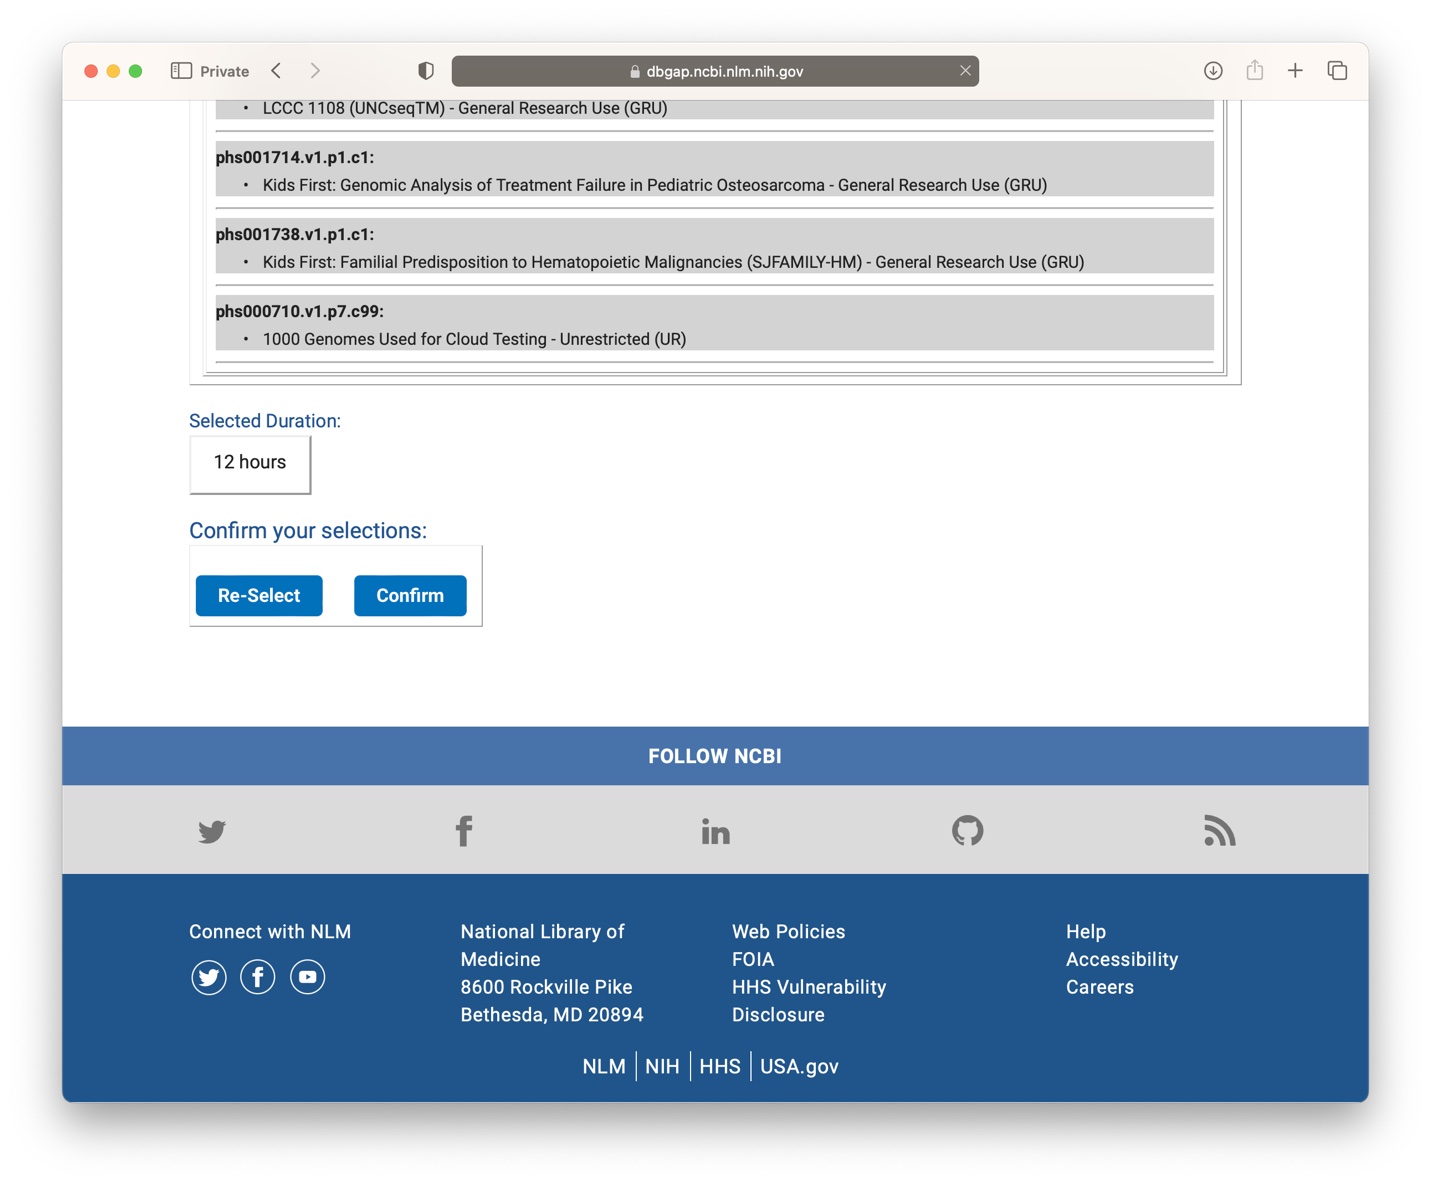 Private
dbgap.ncbi.nlm.nih.gov
• LCCC 1108 (UNCseqTM) - General Research Use (GRU)
phs001714.v1.p1.c1:
• Kids First: Genomic Analysis of Treatment Failure in Pediatric Osteosarcoma - General Research Use (GRU)
phs001738.v1.p1.c1:
• Kids First: Familial Predisposition to Hematopoietic Malignancies (SJFAMILY-HM) - General Research Use (GRU)
phs000710.v1.p7.c99:
• 1000 Genomes Used for Cloud Testing - Unrestricted (UR)
Selected Duration:
12 hours
Confirm your selections:
Re-Select Confirm
FOLLOW NCBI
Connect with NLM
National Library of
Medicine
8600 Rockville Pike
Bethesda, MD 20894
Web Policies
FOIA
HHS Vulnerability
Disclosure
Help
Accessibility
Careers
NLM NIH HHS USA.gov